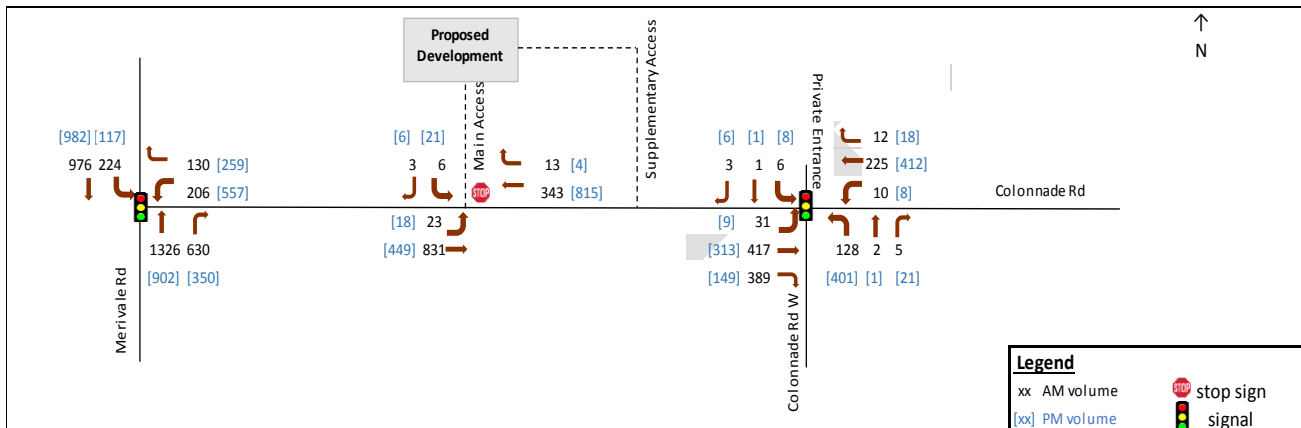 Proposed
Development
Main Access
Supplementary Access
Private Entrance
N
[982] [117]
976 224
130 [259]
206 [557]
1326 630
[902] [350]
Merivale Rd
[6] [21]
3 6
13 [4]
STOP
343 [815]
[18] 23
[449] 831
[6] [1] [8]
3 1 6
12 [18]
225 [412]
10 [8]
Colonnade Rd
[9] 31
[313] 417
[149] 389
128 2 5
[401] [1] [21]
Colonnade Rd W
Legend
xx AM volume
STOP stop sign
[xx] PM volume
signal